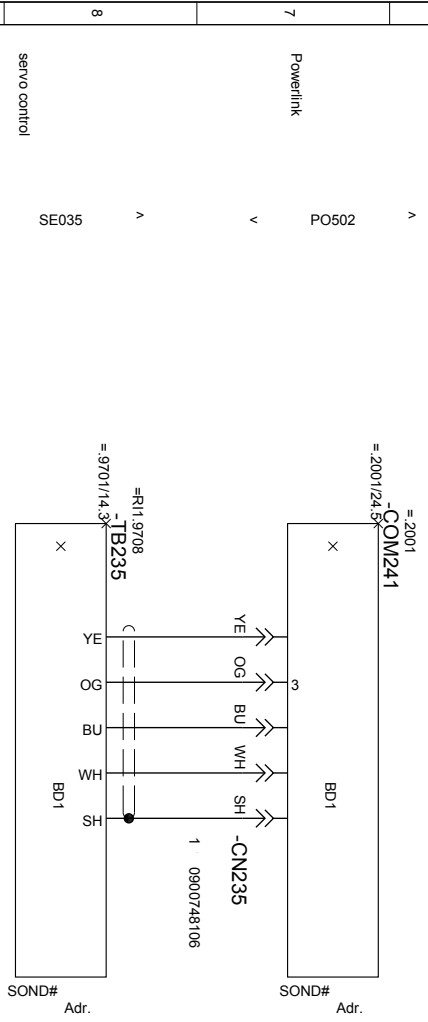 8
7
servo control
Powerlink
SE035
>
<
PO502
>
=.9701/14.3
=RI1.9708
-TB235
=.2001/24.5
=.2001
-COM241
YE
YE
OG
OG
3
BU
BU
WH
WH
SH
SH
BD1
BD1
-CN235
1 0900748106
SOND#
Adr.
SOND#
Adr.